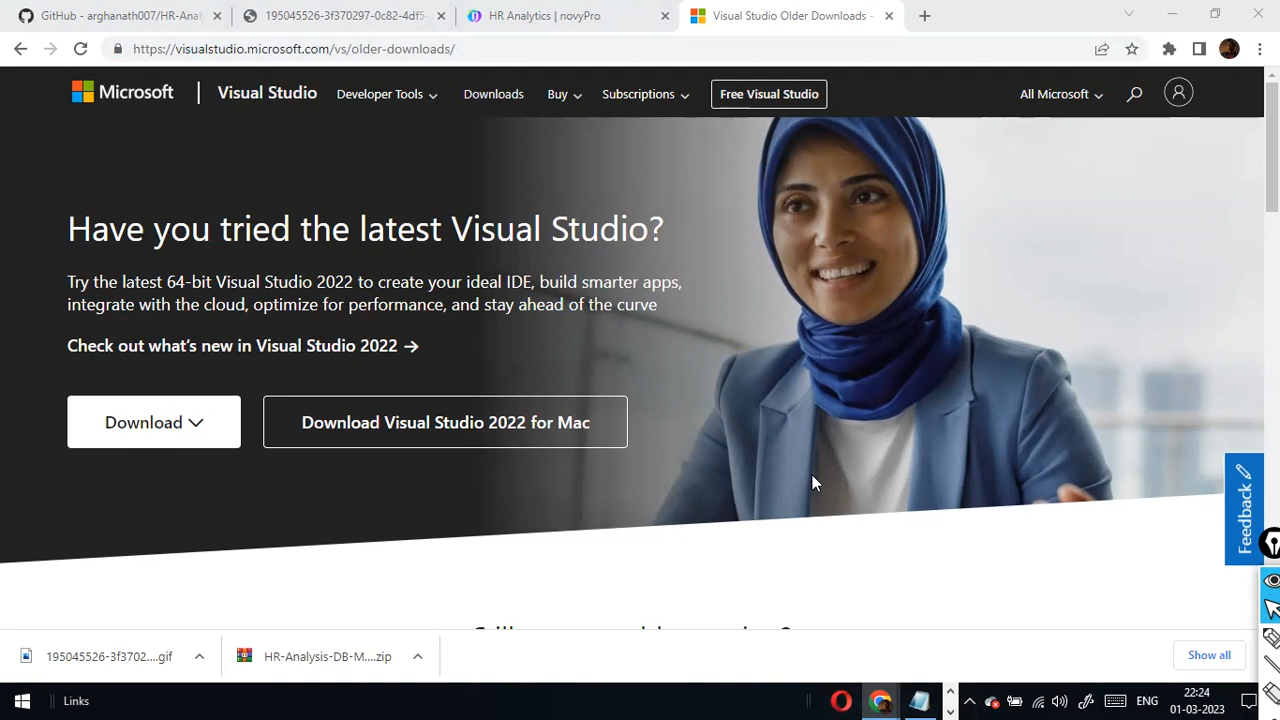 GitHub - arghanath007/HR-Analy
195045526-3f370297-0c82-4df5
HR Analytics | novyPro
Visual Studio Older Downloads -
https://visualstudio.microsoft.com/vs/older-downloads/
Microsoft
Visual Studio
Developer Tools
Downloads
Buy
Subscriptions
Free Visual Studio
All Microsoft
Have you tried the latest Visual Studio?
Try the latest 64-bit Visual Studio 2022 to create your ideal IDE, build smarter apps,
integrate with the cloud, optimize for performance, and stay ahead of the curve
Check out what's new in Visual Studio 2022 →
Download
Download Visual Studio 2022 for Mac
Feedback
195045526-3f3702....gif
HR-Analysis-DB-M....zip
Show all
Links
ENG
22:24
01-03-2023